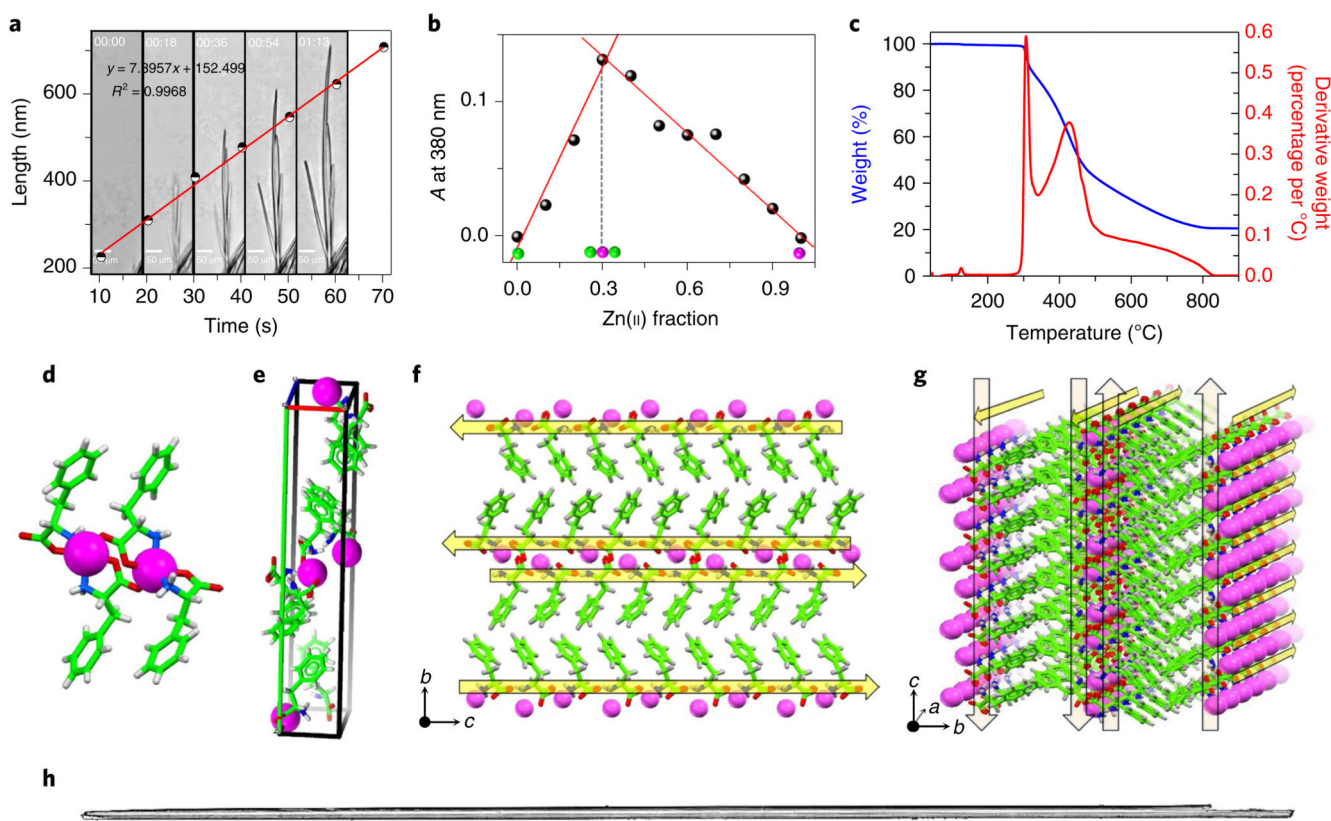 a
00:00 00:18 00:36 00:54 01:13
y = 7.8957x + 152.499
R² = 0.9968
Length (nm)
600
400
200
50 µm 50 µm 50 µm 50 µm 50 µm
10 20 30 40 50 60 70
Time (s)
b
A at 380 nm
0.1
0.0
0.0 0.3 0.6 0.9
Zn(II) fraction
c
Weight (%)
100
80
60
40
20
0
0.6
0.5
0.4
0.3
0.2
0.1
0.0
Derivative weight
(percentage per °C)
200 400 600 800
Temperature (°C)
d
e
f
b
c
g
c
a
b
h